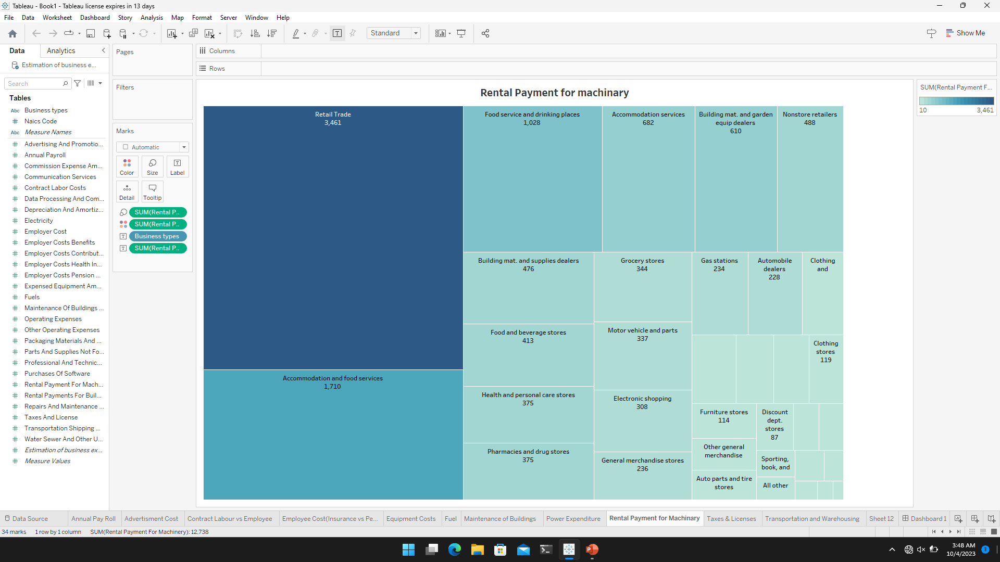 Tableau - Book1 - Tableau license expires in 13 days
File Data Worksheet Dashboard Story Analysis Map Format Server Window Help
Standard
Show Me
Data Analytics
Pages
Columns
Estimation of business e...
Rows
Search
Filters
Tables
Business types
Naics Code
Measure Names
Advertising And Promotio...
Annual Payroll
Commission Expense Am...
Communication Services
Contract Labor Costs
Data Processing And Com...
Depreciation And Amortiz...
Electricity
Employer Cost
Employer Costs Benefits
Employer Costs Contribut...
Employer Costs Health In...
Employer Costs Pension ...
Expensed Equipment Am...
Fuels
Maintenance Of Buildings ...
Operating Expenses
Other Operating Expenses
Packaging Materials And ...
Parts And Supplies Not Fo...
Professional And Technic...
Purchases Of Software
Rental Payment For Mach...
Rental Payments For Buil...
Repairs And Maintenance ...
Taxes And License
Transportation Shipping ...
Water Sewer And Other U...
Estimation of business ex...
Measure Values
Marks
Automatic
Color Size Label
Detail Tooltip
SUM(Rental P..
SUM(Rental P..
Business types
SUM(Rental P..
Rental Payment for machinary
Retail Trade
3,461
Accommodation and food services
1,710
Food service and drinking places
1,028
Accommodation services
682
Building mat. and garden
equip dealers
610
Nonstore retailers
488
Building mat. and supplies dealers
476
Food and beverage stores
413
Health and personal care stores
375
Pharmacies and drug stores
375
Grocery stores
344
Motor vehicle and parts
337
Electronic shopping
308
General merchandise stores
236
Gas stations
234
Automobile
dealers
228
Clothing
and
Clothing
stores
119
Furniture stores
114
Other general
merchandise
Auto parts and tire
stores
Discount
dept.
stores
87
Sporting,
book, and
All other
SUM(Rental Payment F...
10 3,461
Data Source Annual Pay Roll Advertisment Cost Contract Labour vs Employee Employee Cost(Insurance vs Pe... Equipment Costs Fuel Maintenance of Buildings Power Expenditure Rental Payment for Machinary Taxes & Licenses Transportation and Warehousing Sheet 12 Dashboard 1
34 marks 1 row by 1 column SUM(Rental Payment For Machinery): 12,738
3:48 AM
10/4/2023
3